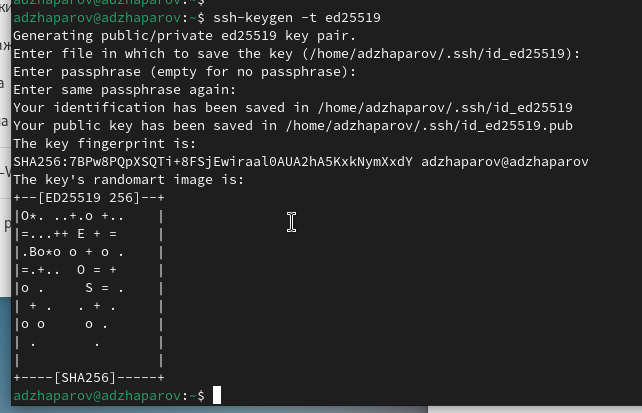 adzhaparov@adzhaparov:~$
adzhaparov@adzhaparov:~$ ssh-keygen -t ed25519
Generating public/private ed25519 key pair.
Enter file in which to save the key (/home/adzhaparov/.ssh/id_ed25519):
Enter passphrase (empty for no passphrase):
Enter same passphrase again:
Your identification has been saved in /home/adzhaparov/.ssh/id_ed25519
Your public key has been saved in /home/adzhaparov/.ssh/id_ed25519.pub
The key fingerprint is:
SHA256:7BPw8PQpXSQTi+8FSjEwiraal0AUA2hA5KxkNymXxdY adzhaparov@adzhaparov
The key's randomart image is:
+--[ED25519 256]--+
|O*. ..+.o +..    |
|=...++ E + =     |
|.Bo*o o + o .    |
|=.+..  O = +     |
|o .     S = .    |
| + .   . + .     |
|o o     o .      |
| .       .       |
|                 |
+----[SHA256]-----+
adzhaparov@adzhaparov:~$